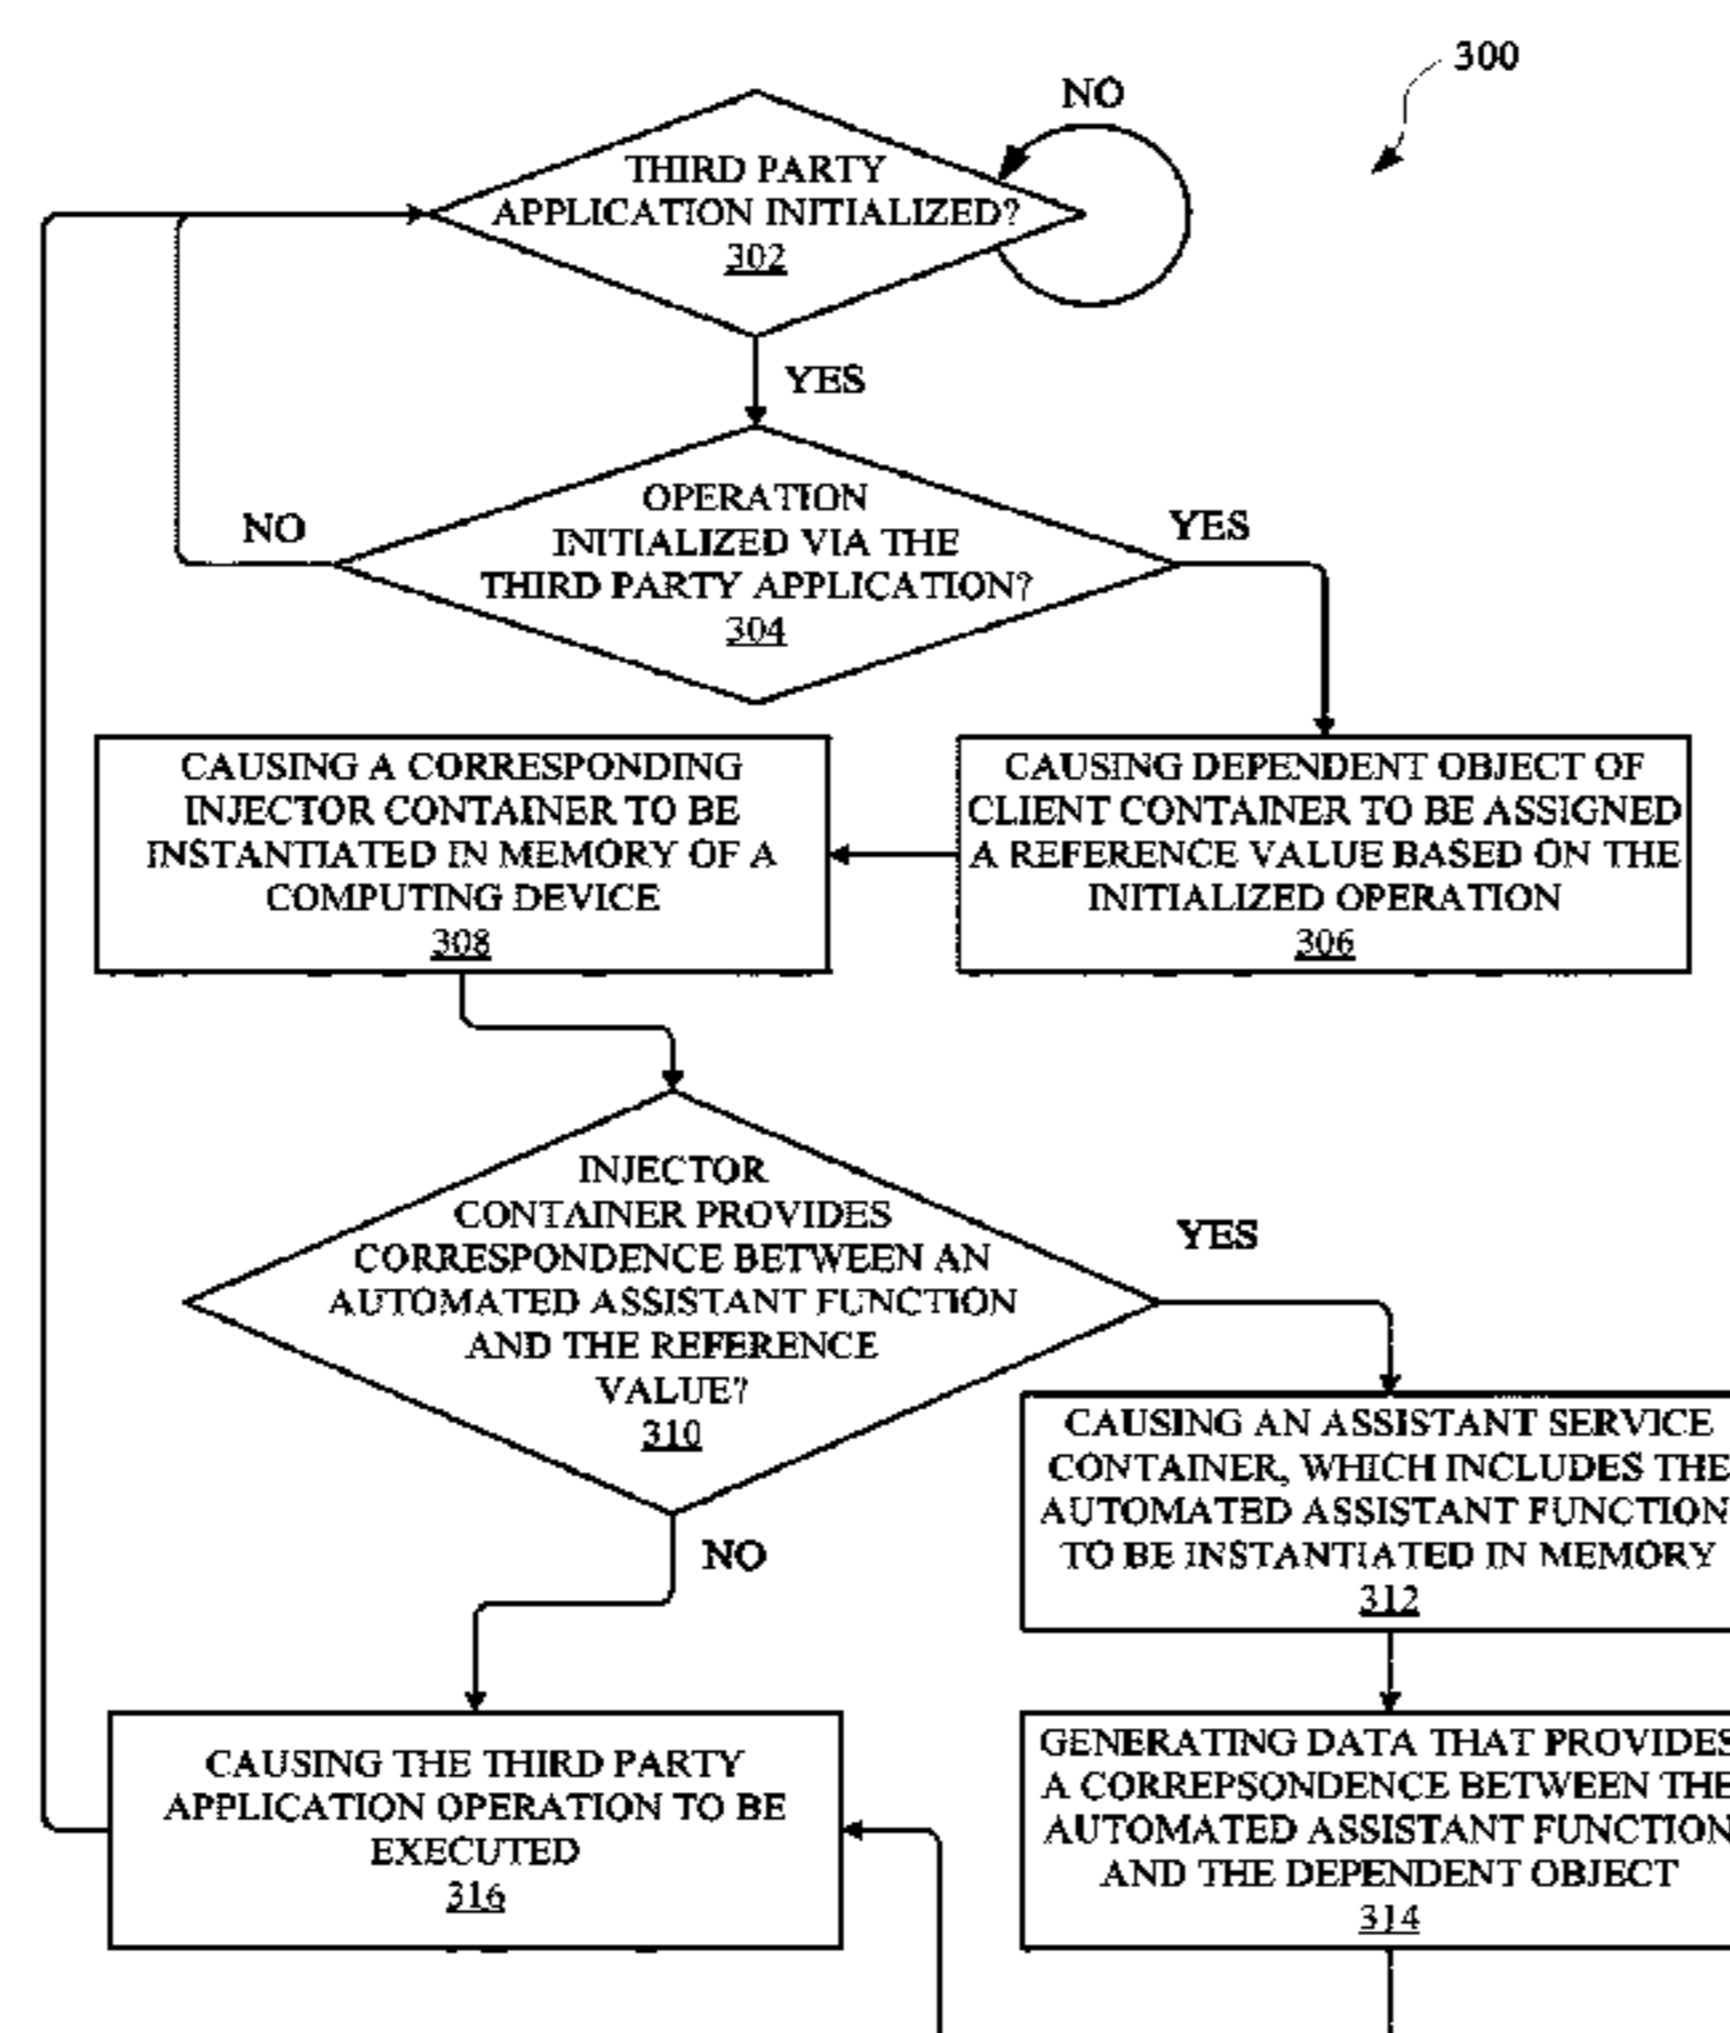 300
NO
THIRD PARTY
APPLICATION INITIALIZED?
302
YES
OPERATION
INITIALIZED VIA THE
THIRD PARTY APPLICATION?
304
NO
YES
CAUSING DEPENDENT OBJECT OF
CLIENT CONTAINER TO BE ASSIGNED
A REFERENCE VALUE BASED ON THE
INITIALIZED OPERATION
306
CAUSING A CORRESPONDING
INJECTOR CONTAINER TO BE
INSTANTIATED IN MEMORY OF A
COMPUTING DEVICE
308
INJECTOR
CONTAINER PROVIDES
CORRESPONDENCE BETWEEN AN
AUTOMATED ASSISTANT FUNCTION
AND THE REFERENCE
VALUE?
310
YES
NO
CAUSING AN ASSISTANT SERVICE
CONTAINER, WHICH INCLUDES THE
AUTOMATED ASSISTANT FUNCTION
TO BE INSTANTIATED IN MEMORY
312
GENERATING DATA THAT PROVIDES
A CORREPSONDENCE BETWEEN THE
AUTOMATED ASSISTANT FUNCTION
AND THE DEPENDENT OBJECT
314
CAUSING THE THIRD PARTY
APPLICATION OPERATION TO BE
EXECUTED
316